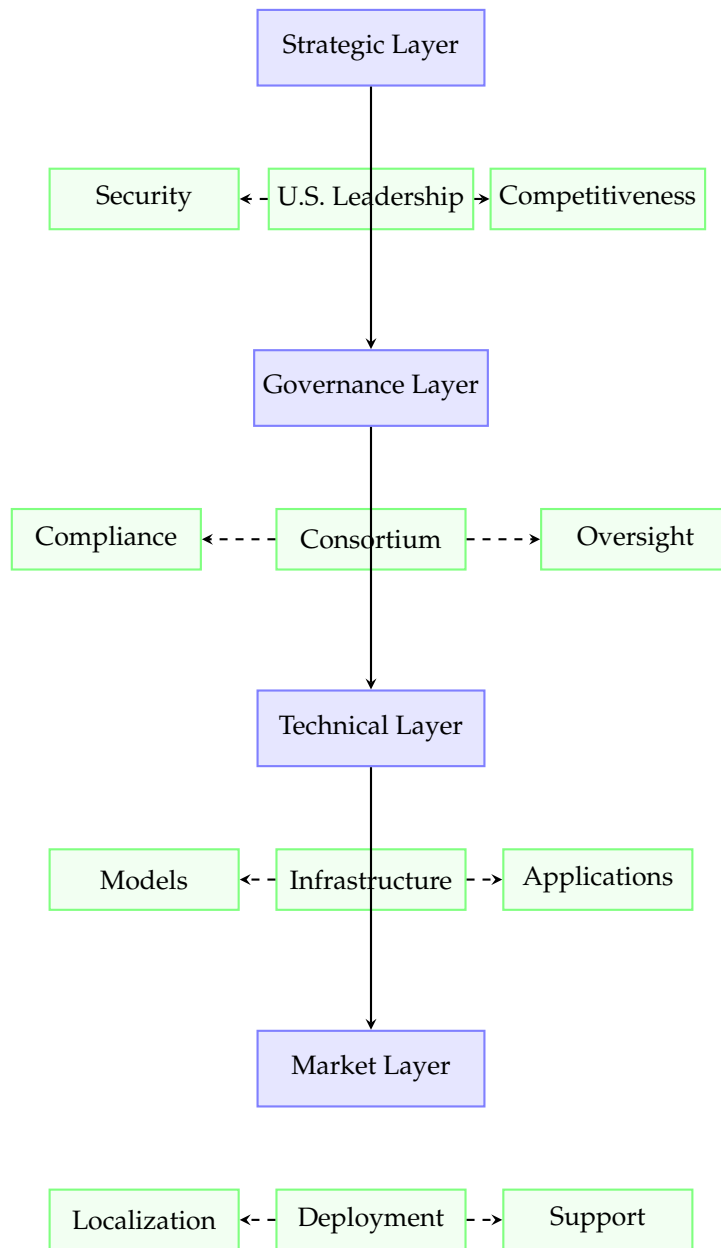 Strategic Layer
Security
U.S. Leadership
Competitiveness
Governance Layer
Compliance
Consortium
Oversight
Technical Layer
Models
Infrastructure
Applications
Market Layer
Localization
Deployment
Support